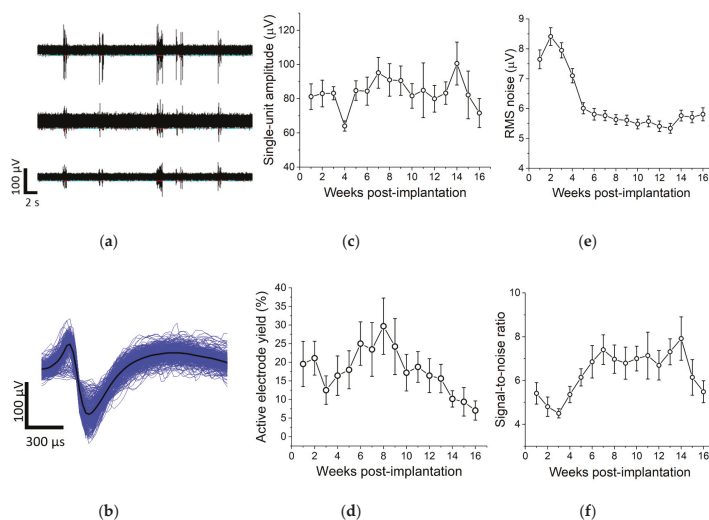 100 µV
2 s
(a)
Single-unit amplitude (µV)
120
100
80
60
40
0 2 4 6 8 10 12 14 16
Weeks post-implantation
(c)
RMS noise (µV)
9
8
7
6
5
0 2 4 6 8 10 12 14 16
Weeks post-implantation
(e)
100 µV
300 µs
(b)
Active electrode yield (%)
40
35
30
25
20
15
10
5
0
0 2 4 6 8 10 12 14 16
Weeks post-implantation
(d)
Signal-to-noise ratio
10
8
6
4
0 2 4 6 8 10 12 14 16
Weeks post-implantation
(f)